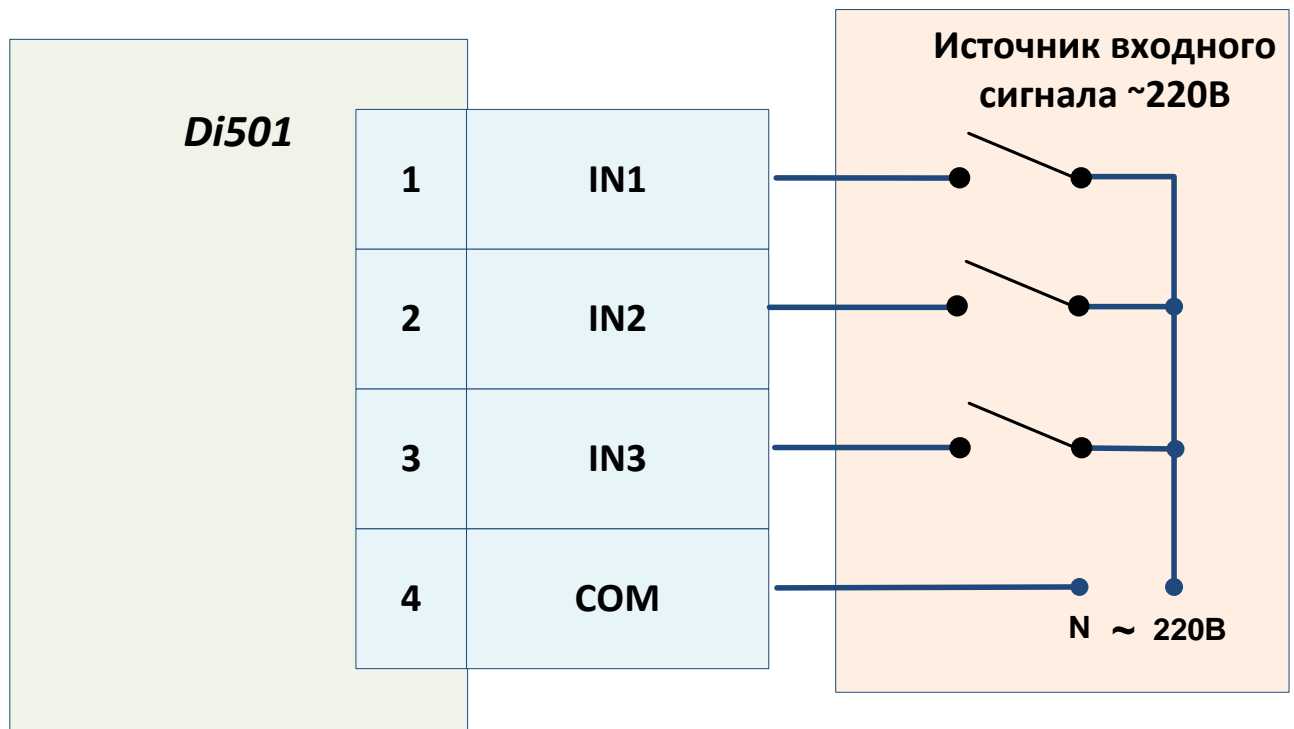 Источник входного
сигнала ~220В
Di501
1 IN1
2 IN2
3 IN3
4 COM
N ~ 220В